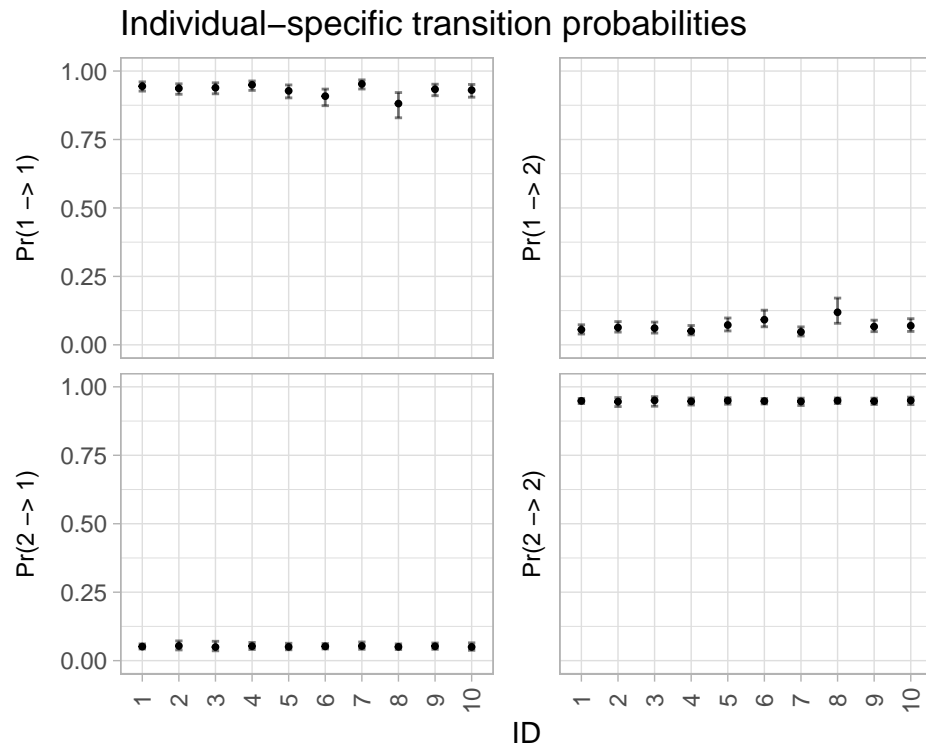 Individual−specific transition probabilities
Pr(1 −> 1)
1.00
0.75
0.50
0.25
0.00
Pr(1 −> 2)
Pr(2 −> 1)
1.00
0.75
0.50
0.25
0.00
Pr(2 −> 2)
1 2 3 4 5 6 7 8 9 10
1 2 3 4 5 6 7 8 9 10
ID